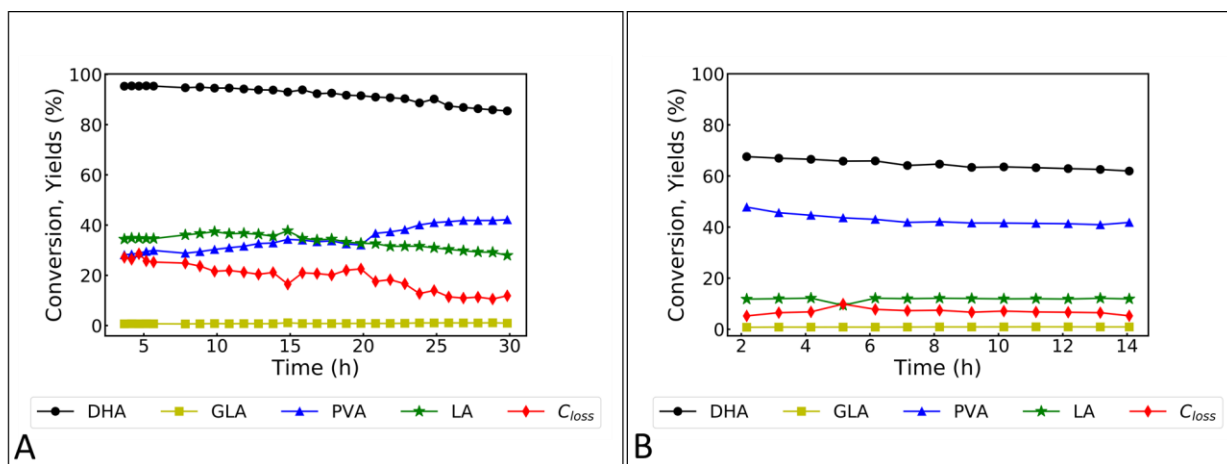 Conversion, Yields (%)
100
80
60
40
20
0
5
10
15
20
25
30
Time (h)
DHA
GLA
PVA
LA
C_loss
A
Conversion, Yields (%)
100
80
60
40
20
0
2
4
6
8
10
12
14
Time (h)
DHA
GLA
PVA
LA
C_loss
B